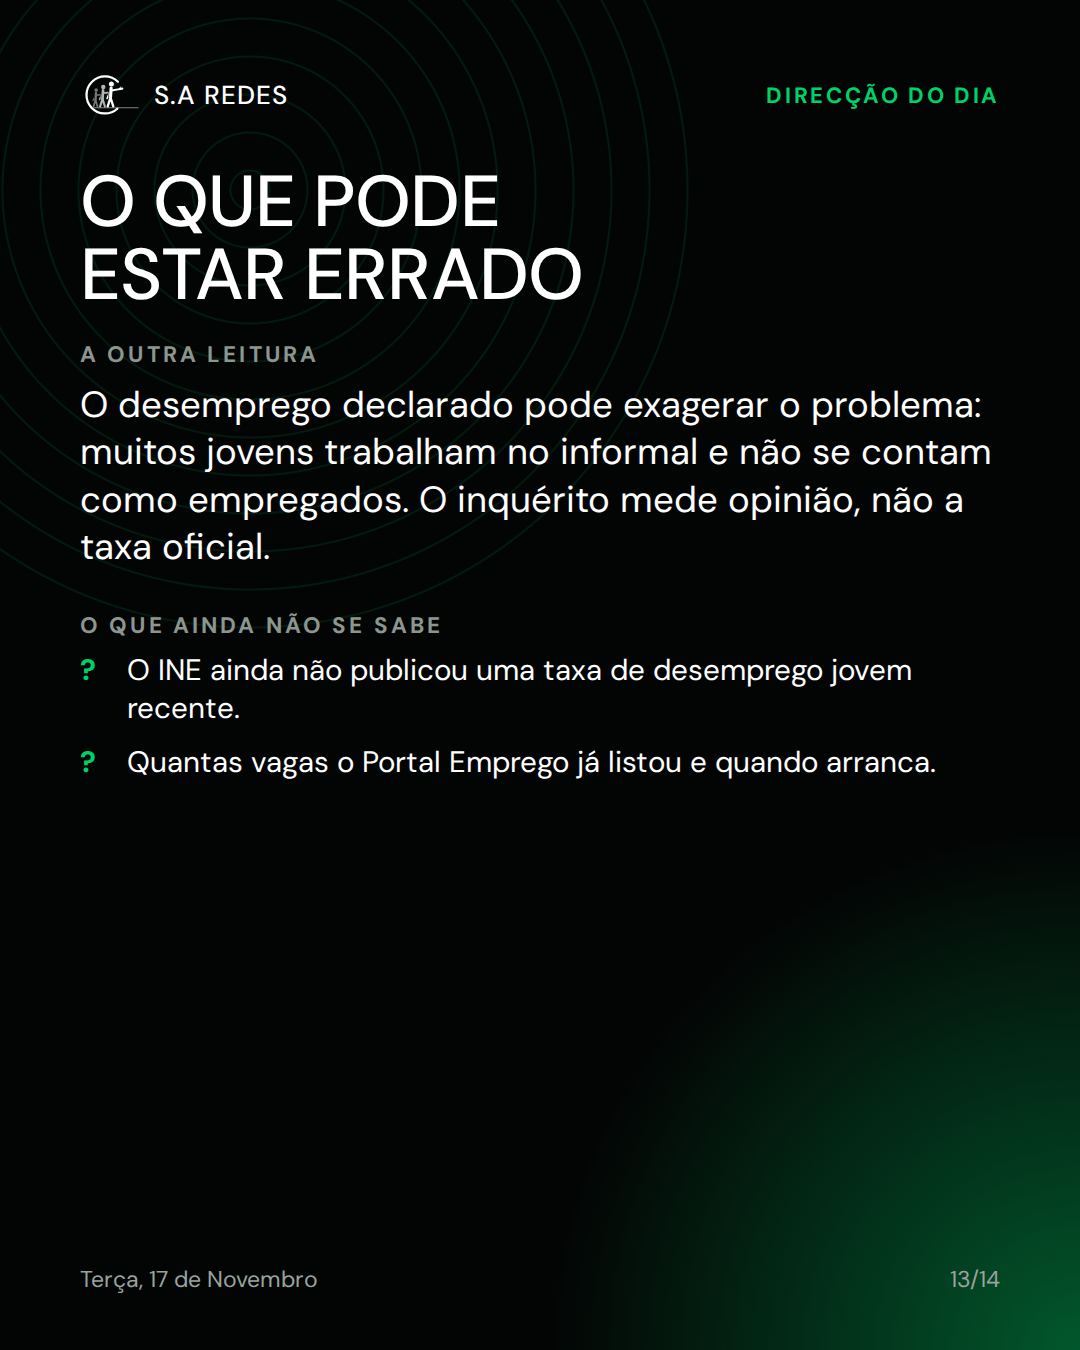 S.A REDES
DIRECÇÃO DO DIA
O QUE PODE
ESTAR ERRADO
A OUTRA LEITURA
O desemprego declarado pode exagerar o problema:
muitos jovens trabalham no informal e não se contam
como empregados. O inquérito mede opinião, não a
taxa oficial.
O QUE AINDA NÃO SE SABE
? O INE ainda não publicou uma taxa de desemprego jovem
recente.
? Quantas vagas o Portal Emprego já listou e quando arranca.
Terça, 17 de Novembro
13/14